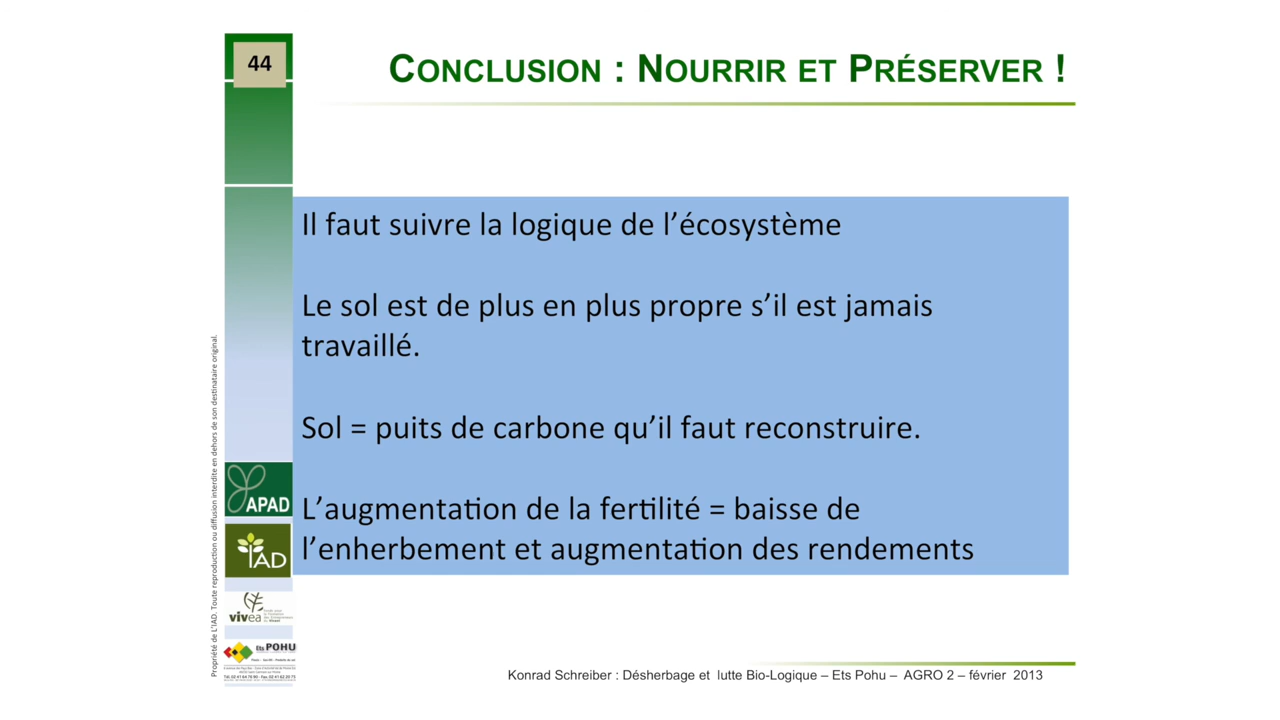 44
CONCLUSION : NOURRIR ET PRÉSERVER !
Il faut suivre la logique de l’écosystème
Le sol est de plus en plus propre s’il est jamais
travaillé.
Sol = puits de carbone qu’il faut reconstruire.
L’augmentation de la fertilité = baisse de
l’enherbement et augmentation des rendements
Propriété de L’IAD. Toute reproduction ou diffusion interdite en dehors de son destinataire original.
APAD
IAD
vivea
Ets POHU
Konrad Schreiber : Désherbage et lutte Bio-Logique – Ets Pohu – AGRO 2 – février 2013